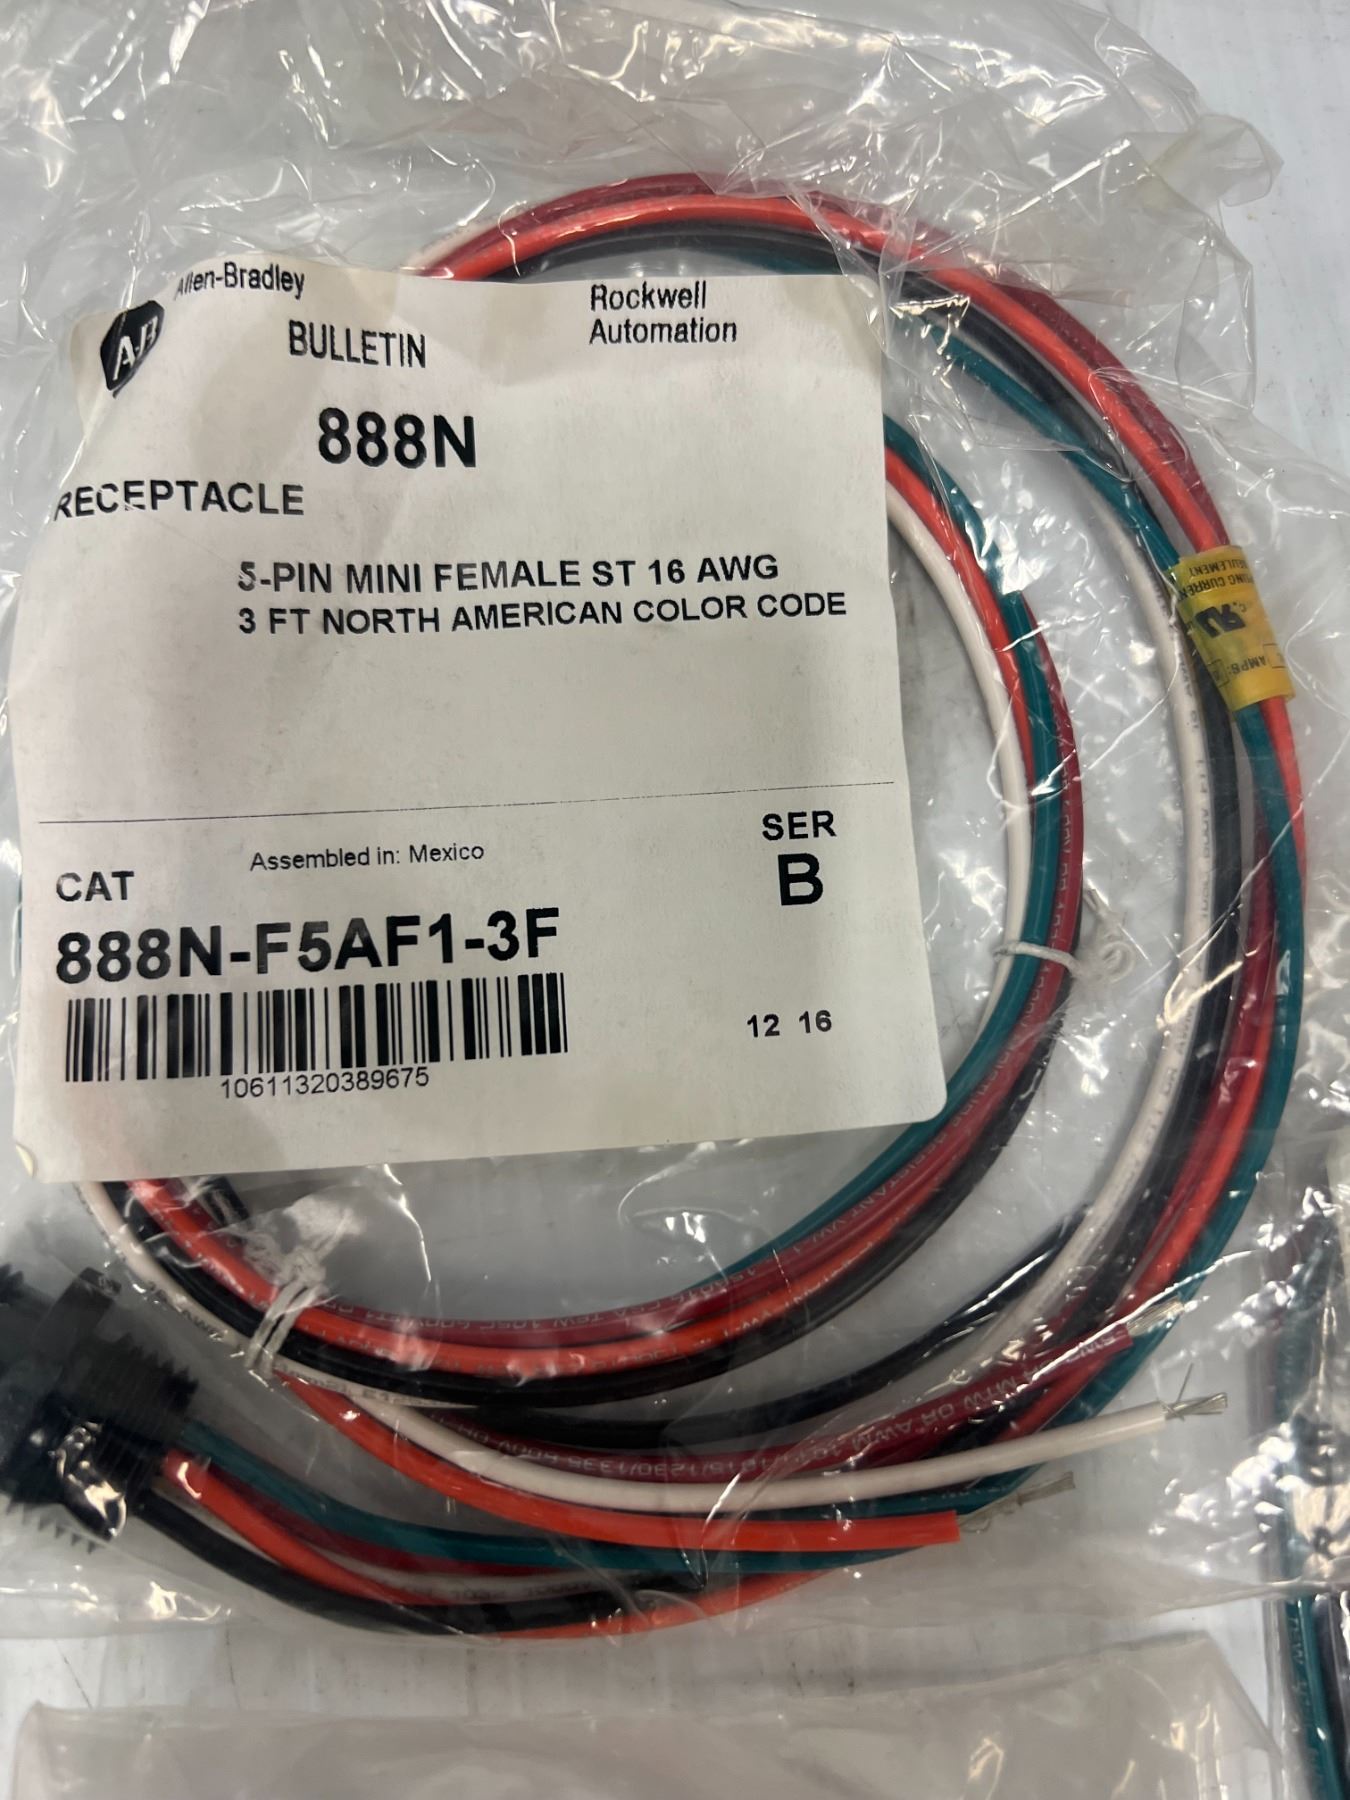 Allen-Bradley
A-B
BULLETIN
Rockwell
Automation
888N
RECEPTACLE
5-PIN MINI FEMALE ST 16 AWG
3 FT NORTH AMERICAN COLOR CODE
Assembled in: Mexico
SER
B
CAT
888N-F5AF1-3F
12 16
10611320389675
AMPS: